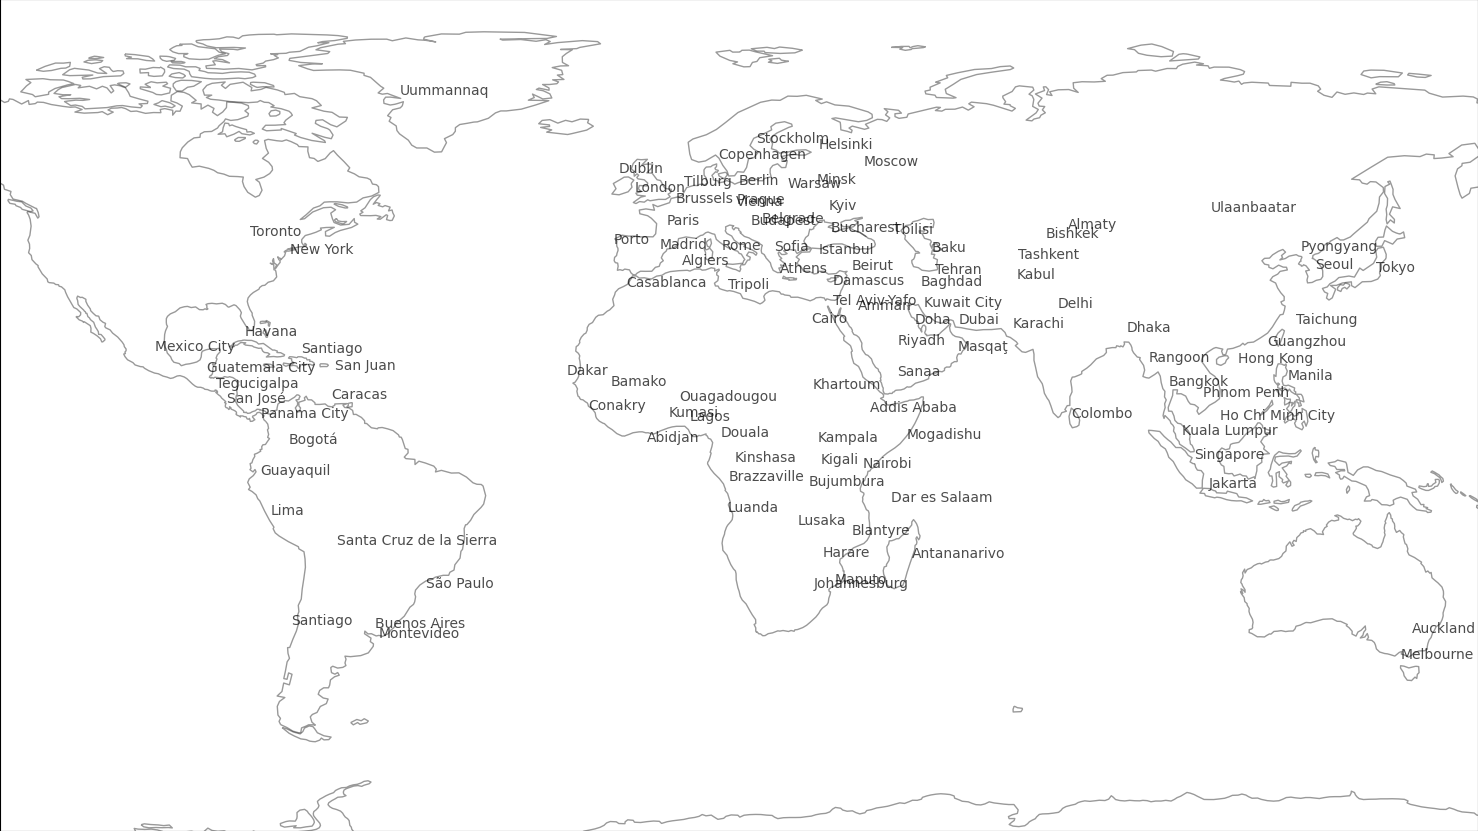 Uummannaq
Stockholm
Helsinki
Copenhagen
Moscow
Dublin
Tilburg
Berlin
Warsaw
Minsk
London
Brussels
Prague
Vienna
Kyiv
Ulaanbaatar
Paris
Budapest
Belgrade
Bucharest
Tbilisi
Almaty
Bishkek
Toronto
New York
Porto
Madrid
Rome
Sofia
Istanbul
Baku
Tashkent
Pyongyang
Algiers
Athens
Beirut
Tehran
Kabul
Seoul
Tokyo
Casablanca
Tripoli
Damascus
Baghdad
Tel Aviv-Yafo
Amman
Kuwait City
Delhi
Cairo
Doha
Dubai
Karachi
Dhaka
Taichung
Havana
Mexico City
Santiago
Riyadh
Masqaţ
Guangzhou
Rangoon
Hong Kong
Guatemala City
San Juan
Dakar
Sanaa
Manila
Tegucigalpa
Bamako
Khartoum
Bangkok
San José
Caracas
Ouagadougou
Phnom Penh
Panama City
Conakry
Kumasi
Lagos
Addis Ababa
Colombo
Ho Chi Minh City
Bogotá
Abidjan
Douala
Kampala
Mogadishu
Kuala Lumpur
Guayaquil
Kinshasa
Kigali
Nairobi
Singapore
Brazzaville
Bujumbura
Jakarta
Lima
Luanda
Dar es Salaam
Lusaka
Blantyre
Santa Cruz de la Sierra
Harare
Antananarivo
São Paulo
Maputo
Johannesburg
Santiago
Buenos Aires
Montevideo
Auckland
Melbourne